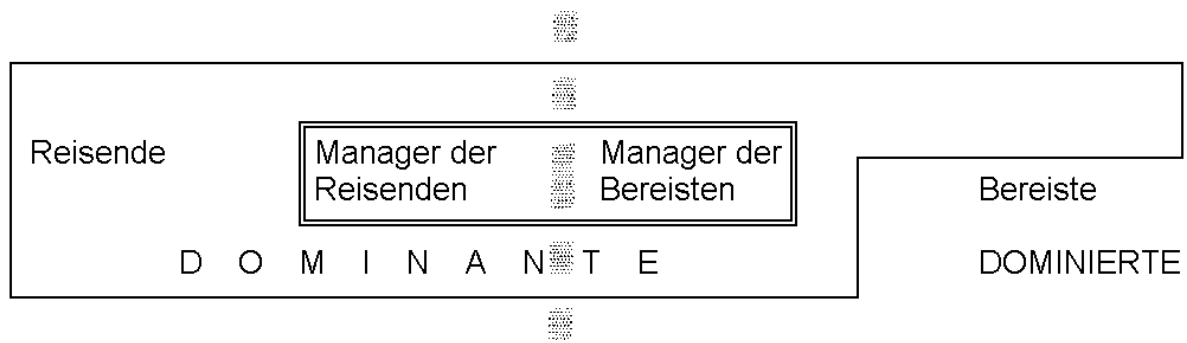 Reisende
Manager der
Reisenden
Manager der
Bereisten
Bereiste
D O M I N A N T E
DOMINIERTE